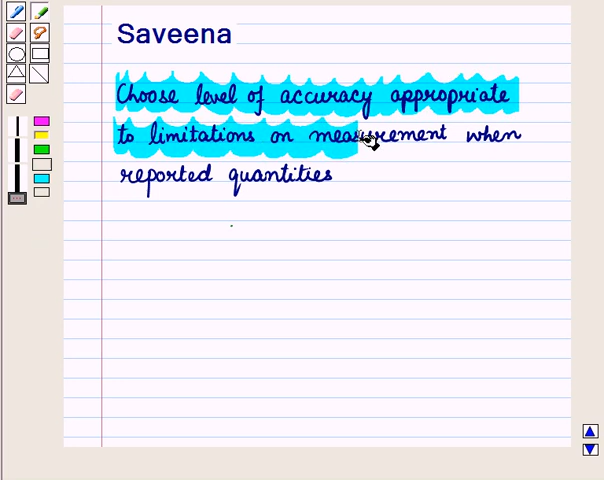 Saveena
Choose level of accuracy appropriate
to limitations on measurement when
reported quantities